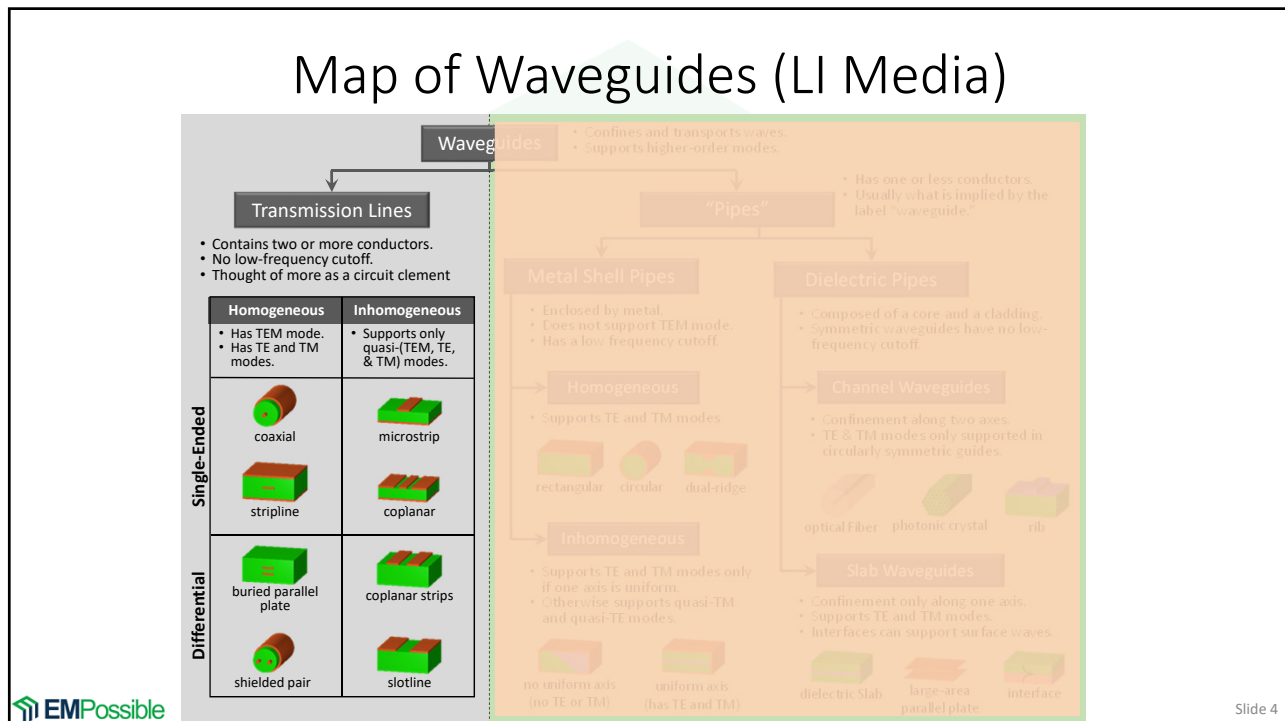 Map of Waveguides (LI Media)
Waveguides
• Confines and transports waves.
• Supports higher-order modes.
Transmission Lines
• Contains two or more conductors.
• No low-frequency cutoff.
• Thought of more as a circuit clement
"Pipes"
• Has one or less conductors.
• Usually what is implied by the
label "waveguide."
Homogeneous
Inhomogeneous
• Has TEM mode.
• Has TE and TM
modes.
• Supports only
quasi-(TEM, TE,
& TM) modes.
Single-Ended
coaxial
microstrip
stripline
coplanar
Differential
buried parallel
plate
coplanar strips
shielded pair
slotline
Metal Shell Pipes
• Enclosed by metal.
• Does not support TEM mode.
• Has a low-frequency cutoff.
Homogeneous
• Supports TE and TM modes
rectangular
circular
dual-ridge
Inhomogeneous
• Supports TE and TM modes only
if one axis is uniform.
• Otherwise supports quasi-TM
and quasi-TE modes.
no uniform axis
(no TE or TM)
uniform axis
(has TE and TM)
Dielectric Pipes
• Composed of a core and a cladding.
• Symmetric waveguides have no low-
frequency cutoff.
Channel Waveguides
• Confinement along two axes.
• TE & TM modes only supported in
circularly symmetric guides.
optical Fiber
photonic crystal
rib
Slab Waveguides
• Confinement only along one axis.
• Supports TE and TM modes.
• Interfaces can support surface waves.
dielectric Slab
large-area
parallel plate
interface
EMPossible
Slide 4